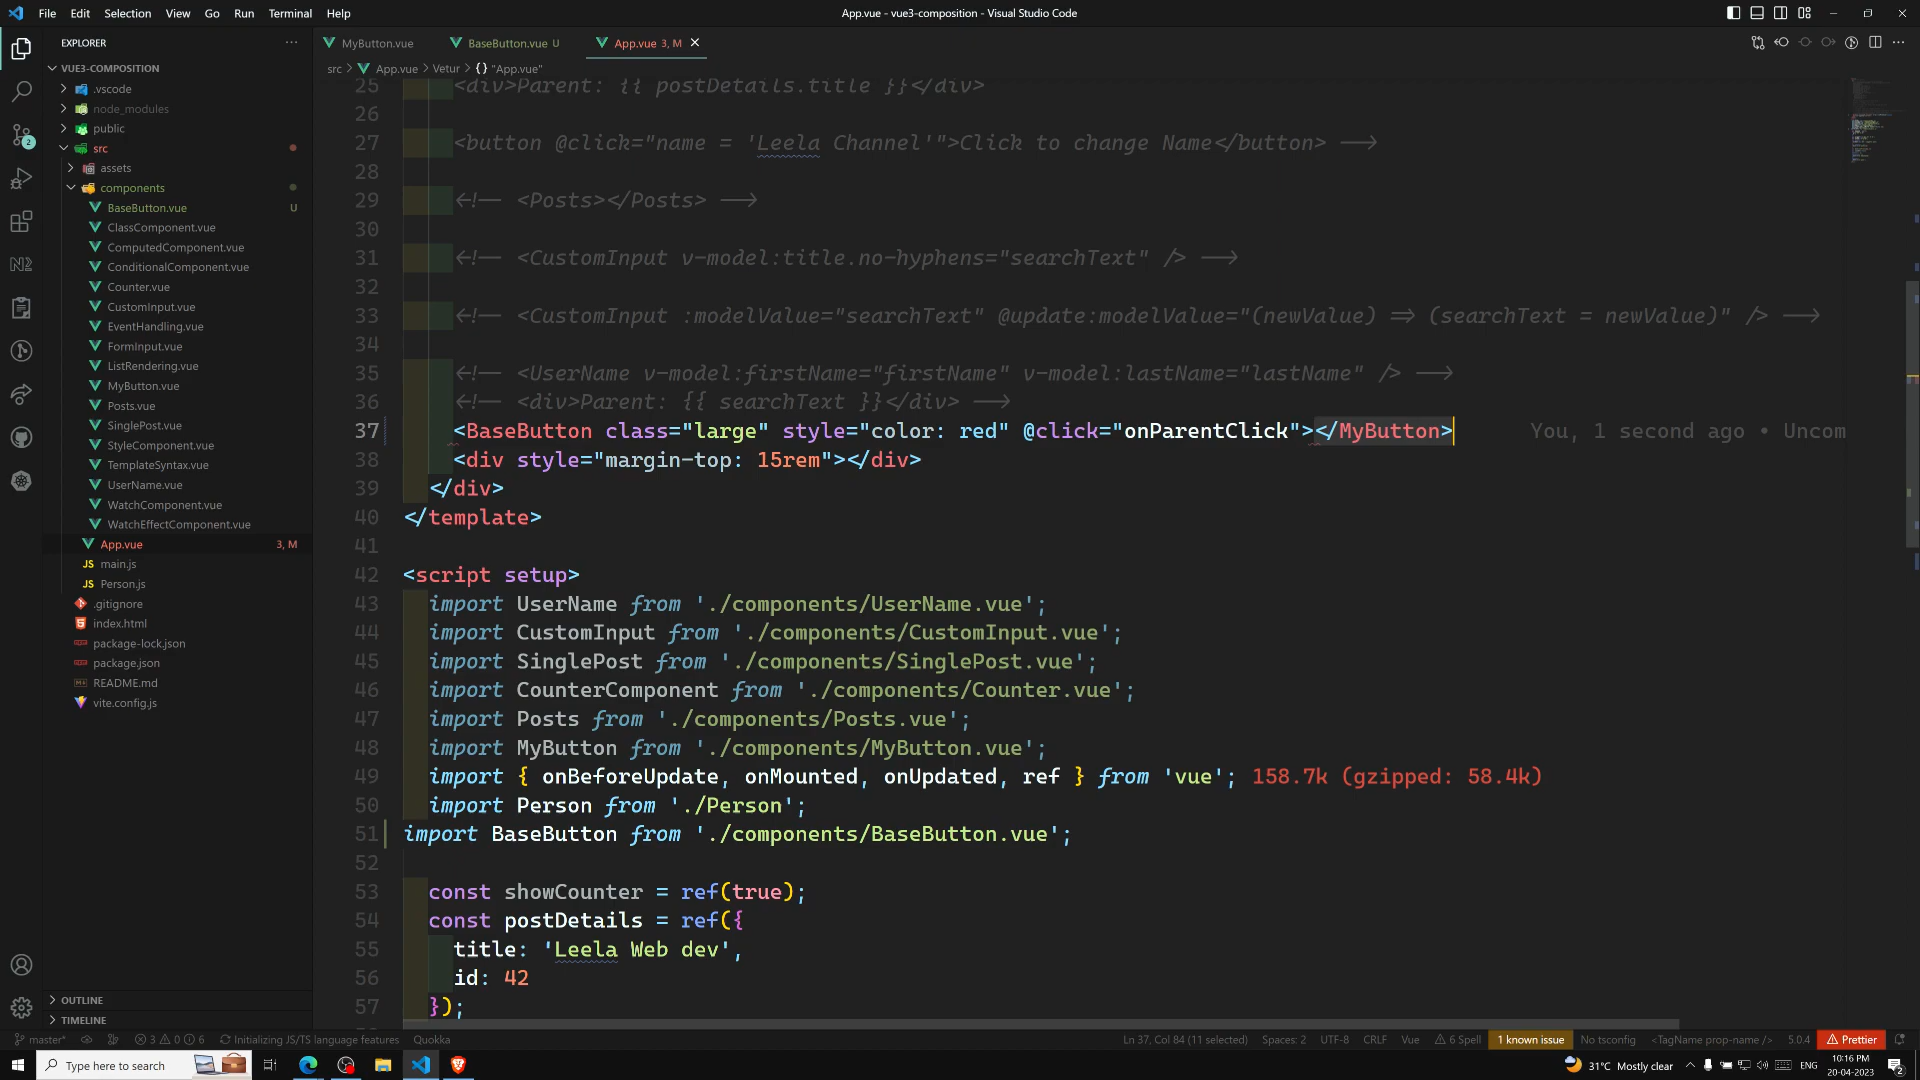 File Edit Selection View Go Run Terminal Help
App.vue - vue3-composition - Visual Studio Code
EXPLORER
VUE3-COMPOSITION
.vscode
node_modules
public
src
assets
components
BaseButton.vue U
ClassComponent.vue
ComputedComponent.vue
ConditionalComponent.vue
Counter.vue
CustomInput.vue
EventHandling.vue
FormInput.vue
ListRendering.vue
MyButton.vue
Posts.vue
SinglePost.vue
StyleComponent.vue
TemplateSyntax.vue
UserName.vue
WatchComponent.vue
WatchEffectComponent.vue
App.vue 3, M
main.js
Person.js
.gitignore
index.html
package-lock.json
package.json
README.md
vite.config.js
OUTLINE
TIMELINE
MyButton.vue BaseButton.vue U App.vue 3, M
src > App.vue > Vetur > {} "App.vue"
25 <div>Parent: {{ postDetails.title }}</div>
26
27 <button @click="name = 'Leela Channel'">Click to change Name</button> -->
28
29 <!-- <Posts></Posts> -->
30
31 <!-- <CustomInput v-model:title.no-hyphens="searchText" /> -->
32
33 <!-- <CustomInput :modelValue="searchText" @update:modelValue="(newValue) => (searchText = newValue)" /> -->
34
35 <!-- <UserName v-model:firstName="firstName" v-model:lastName="lastName" /> -->
36 <!-- <div>Parent: {{ searchText }}</div> -->
37 <BaseButton class="large" style="color: red" @click="onParentClick"></MyButton> You, 1 second ago • Uncom
38 <div style="margin-top: 15rem"></div>
39 </div>
40 </template>
41
42 <script setup>
43 import UserName from './components/UserName.vue';
44 import CustomInput from './components/CustomInput.vue';
45 import SinglePost from './components/SinglePost.vue';
46 import CounterComponent from './components/Counter.vue';
47 import Posts from './components/Posts.vue';
48 import MyButton from './components/MyButton.vue';
49 import { onBeforeUpdate, onMounted, onUpdated, ref } from 'vue'; 158.7k (gzipped: 58.4k)
50 import Person from './Person';
51 import BaseButton from './components/BaseButton.vue';
52
53 const showCounter = ref(true);
54 const postDetails = ref({
55 title: 'Leela Web dev',
56 id: 42
57 });
master* 3 0 6 Initializing JS/TS language features Quokka Ln 37, Col 84 (11 selected) Spaces: 2 UTF-8 CRLF Vue 6 Spell 1 known issue No tsconfig <TagName prop-name /> 5.0.4 Prettier
Type here to search 31°C Mostly clear ENG 10:16 PM 20-04-2023 2